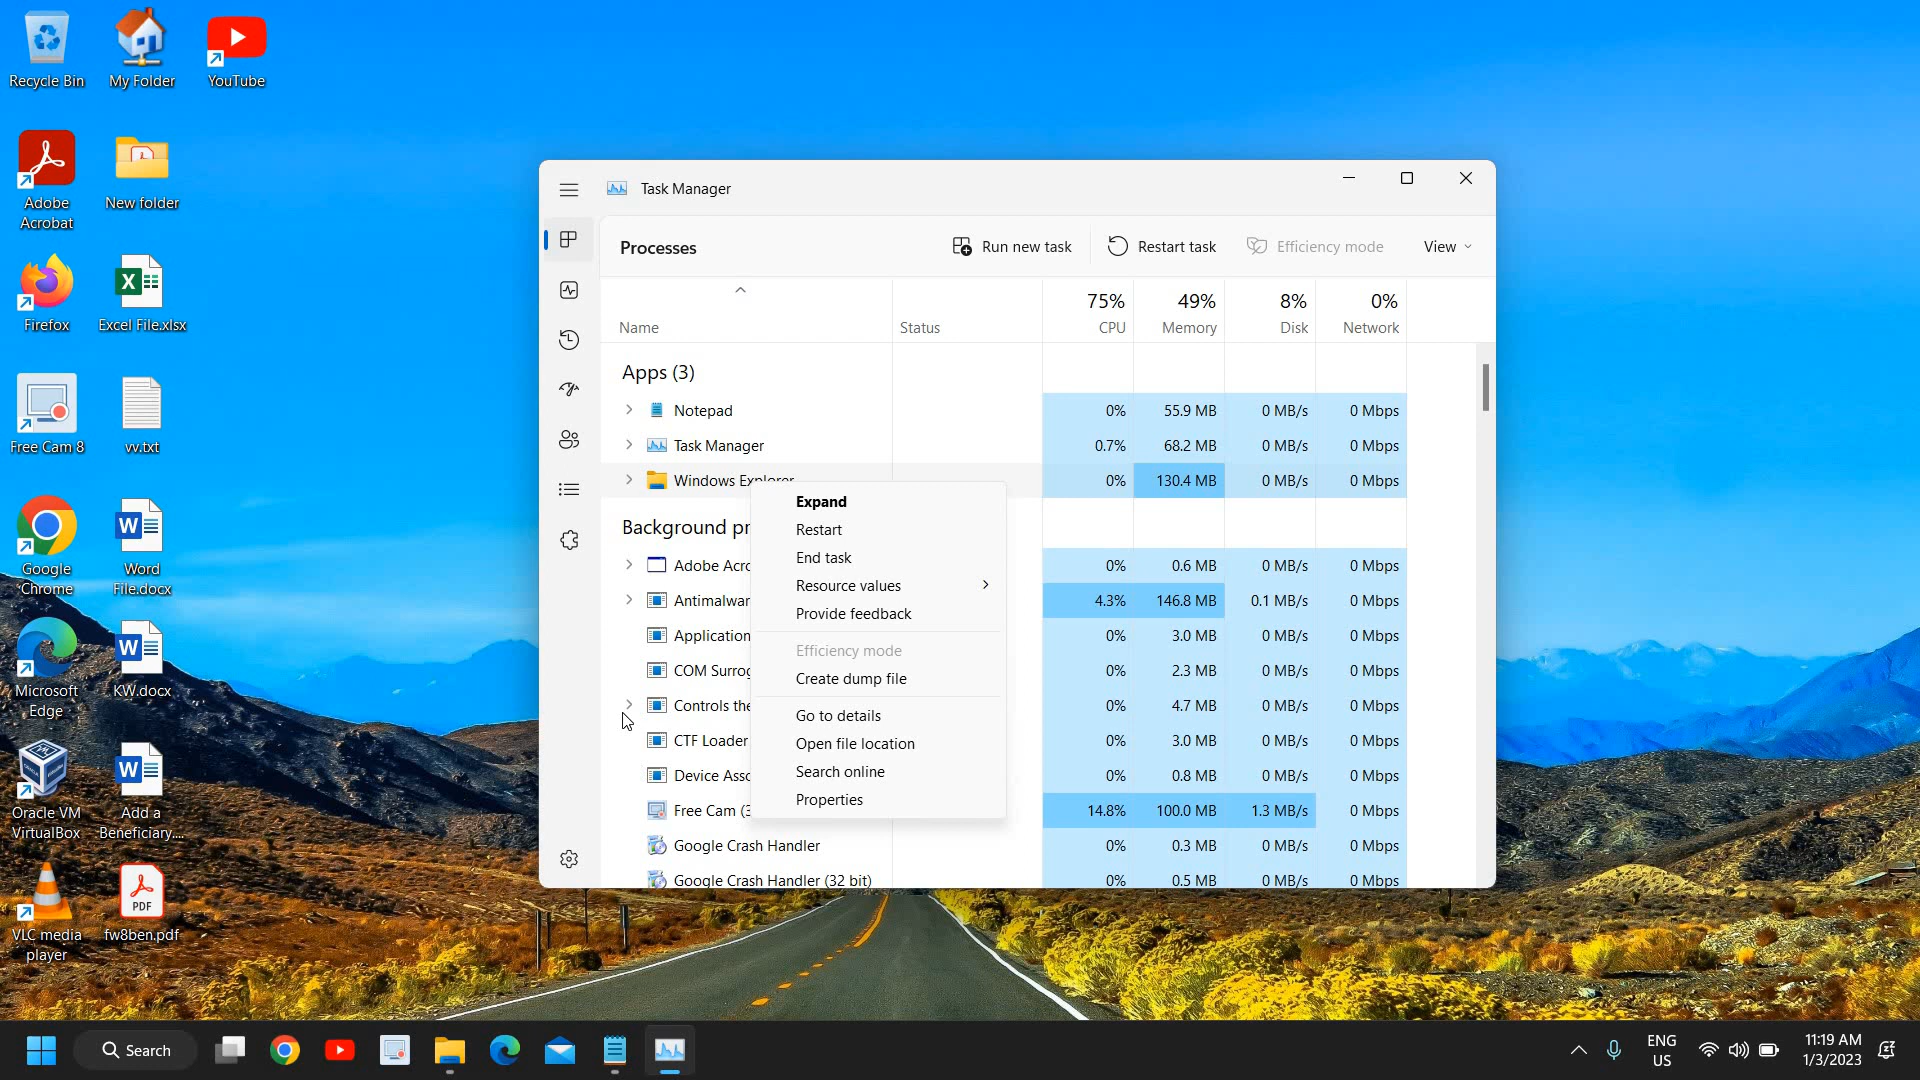 Recycle Bin
My Folder
YouTube
Adobe
Acrobat
New folder
Firefox
Excel File.xlsx
Free Cam 8
vv.txt
Google
Chrome
Word
File.docx
Microsoft
Edge
KW.docx
Oracle VM
VirtualBox
Add a
Beneficiary....
VLC media
player
PDF
fw8ben.pdf
Task Manager
Processes
Run new task
Restart task
Efficiency mode
View
Name
Status
75% CPU
49% Memory
8% Disk
0% Network
Apps (3)
Notepad 0% 55.9 MB 0 MB/s 0 Mbps
Task Manager 0.7% 68.2 MB 0 MB/s 0 Mbps
Windows Explorer 0% 130.4 MB 0 MB/s 0 Mbps
Background pr
Adobe Acro 0% 0.6 MB 0 MB/s 0 Mbps
Antimalwar 4.3% 146.8 MB 0.1 MB/s 0 Mbps
Application 0% 3.0 MB 0 MB/s 0 Mbps
COM Surrog 0% 2.3 MB 0 MB/s 0 Mbps
Controls the 0% 4.7 MB 0 MB/s 0 Mbps
CTF Loader 0% 3.0 MB 0 MB/s 0 Mbps
Device Asso 0% 0.8 MB 0 MB/s 0 Mbps
Free Cam (3 14.8% 100.0 MB 1.3 MB/s 0 Mbps
Google Crash Handler 0% 0.3 MB 0 MB/s 0 Mbps
Google Crash Handler (32 bit) 0% 0.5 MB 0 MB/s 0 Mbps
Expand
Restart
End task
Resource values
Provide feedback
Efficiency mode
Create dump file
Go to details
Open file location
Search online
Properties
Search
ENG
US
11:19 AM
1/3/2023